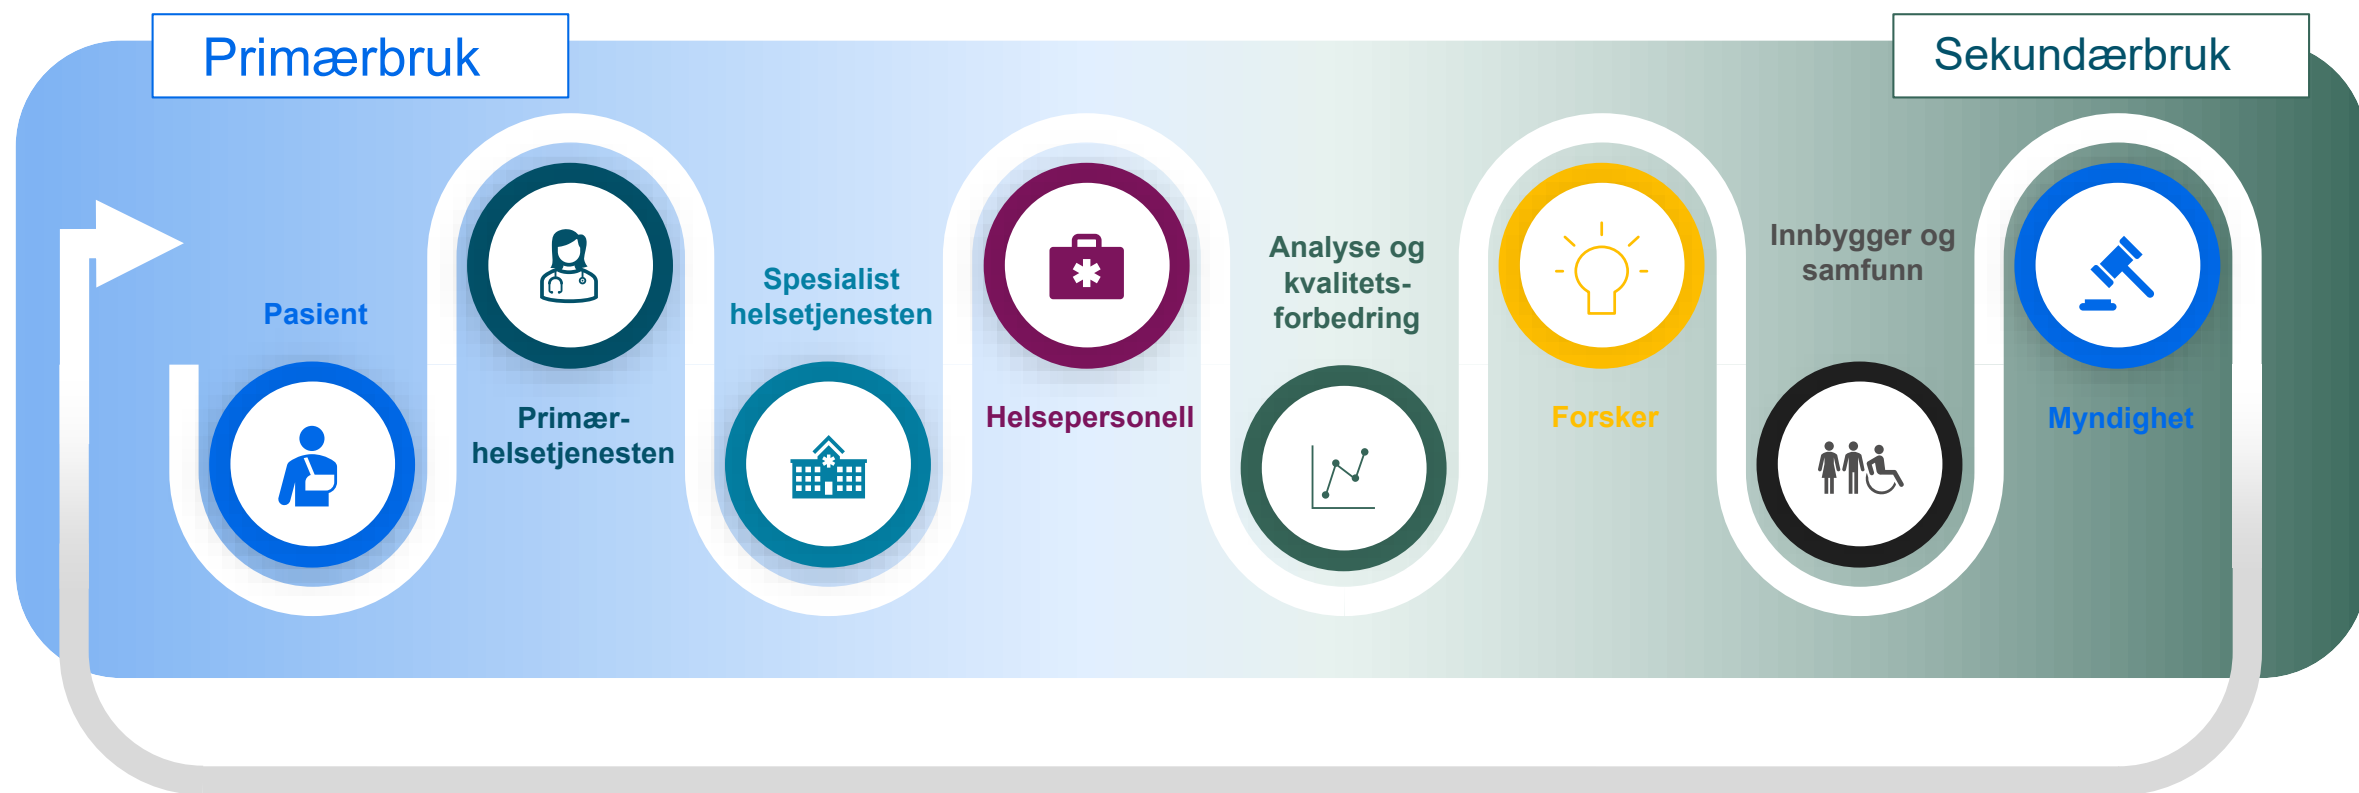 Primærbruk
Sekundærbruk
Pasient
Primær-
helsetjenesten
Spesialist
helsetjenesten
Helsepersonell
Analyse og
kvalitets-
forbedring
Forsker
Innbygger og
samfunn
Myndighet